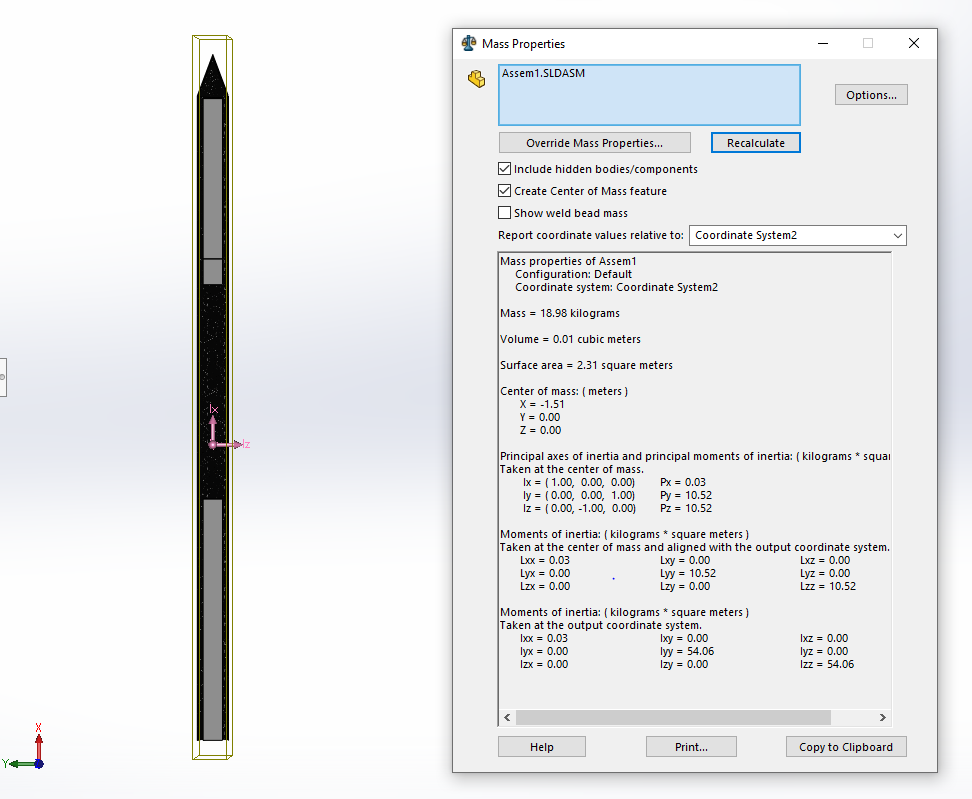 Mass Properties
Assem1.SLDASM
Options...
Override Mass Properties...
Recalculate
Include hidden bodies/components
Create Center of Mass feature
Show weld bead mass
Report coordinate values relative to: Coordinate System2
Mass properties of Assem1
Configuration: Default
Coordinate system: Coordinate System2
Mass = 18.98 kilograms
Volume = 0.01 cubic meters
Surface area = 2.31 square meters
Center of mass: ( meters )
X = -1.51
Y = 0.00
Z = 0.00
Principal axes of inertia and principal moments of inertia: ( kilograms * squar
Taken at the center of mass.
Ix = ( 1.00, 0.00, 0.00) Px = 0.03
Iy = ( 0.00, 0.00, 1.00) Py = 10.52
Iz = ( 0.00, -1.00, 0.00) Pz = 10.52
Moments of inertia: ( kilograms * square meters )
Taken at the center of mass and aligned with the output coordinate system.
Lxx = 0.03 Lxy = 0.00 Lxz = 0.00
Lyx = 0.00 Lyy = 10.52 Lyz = 0.00
Lzx = 0.00 Lzy = 0.00 Lzz = 10.52
Moments of inertia: ( kilograms * square meters )
Taken at the output coordinate system.
Ixx = 0.03 Ixy = 0.00 Ixz = 0.00
Iyx = 0.00 Iyy = 54.06 Iyz = 0.00
Izx = 0.00 Izy = 0.00 Izz = 54.06
Help
Print...
Copy to Clipboard
Ix
Iz
X
Y